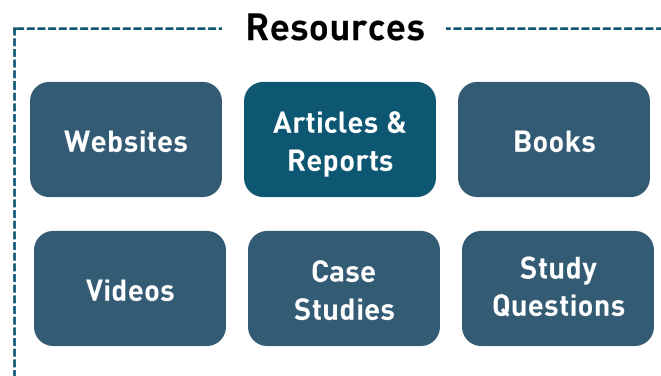 Resources
Websites
Articles &
Reports
Books
Videos
Case
Studies
Study
Questions